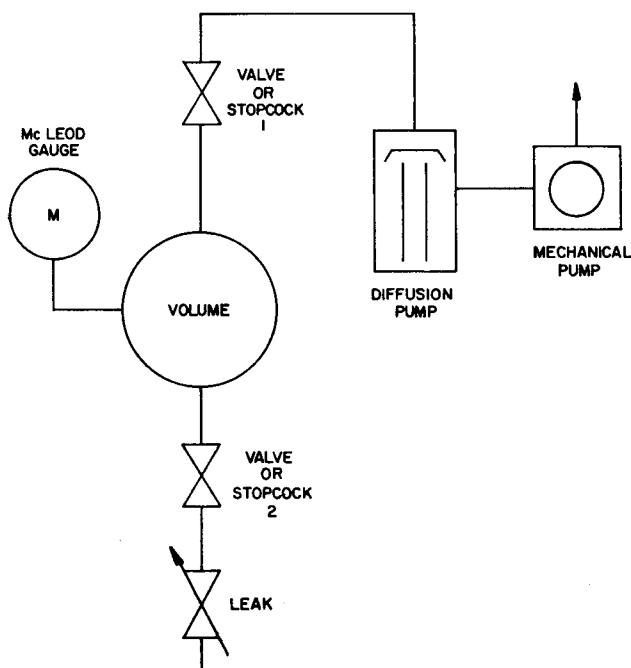 VALVE
OR
STOPCOCK
1
Mc LEOD
GAUGE
M
VOLUME
DIFFUSION
PUMP
MECHANICAL
PUMP
VALVE
OR
STOPCOCK
2
LEAK